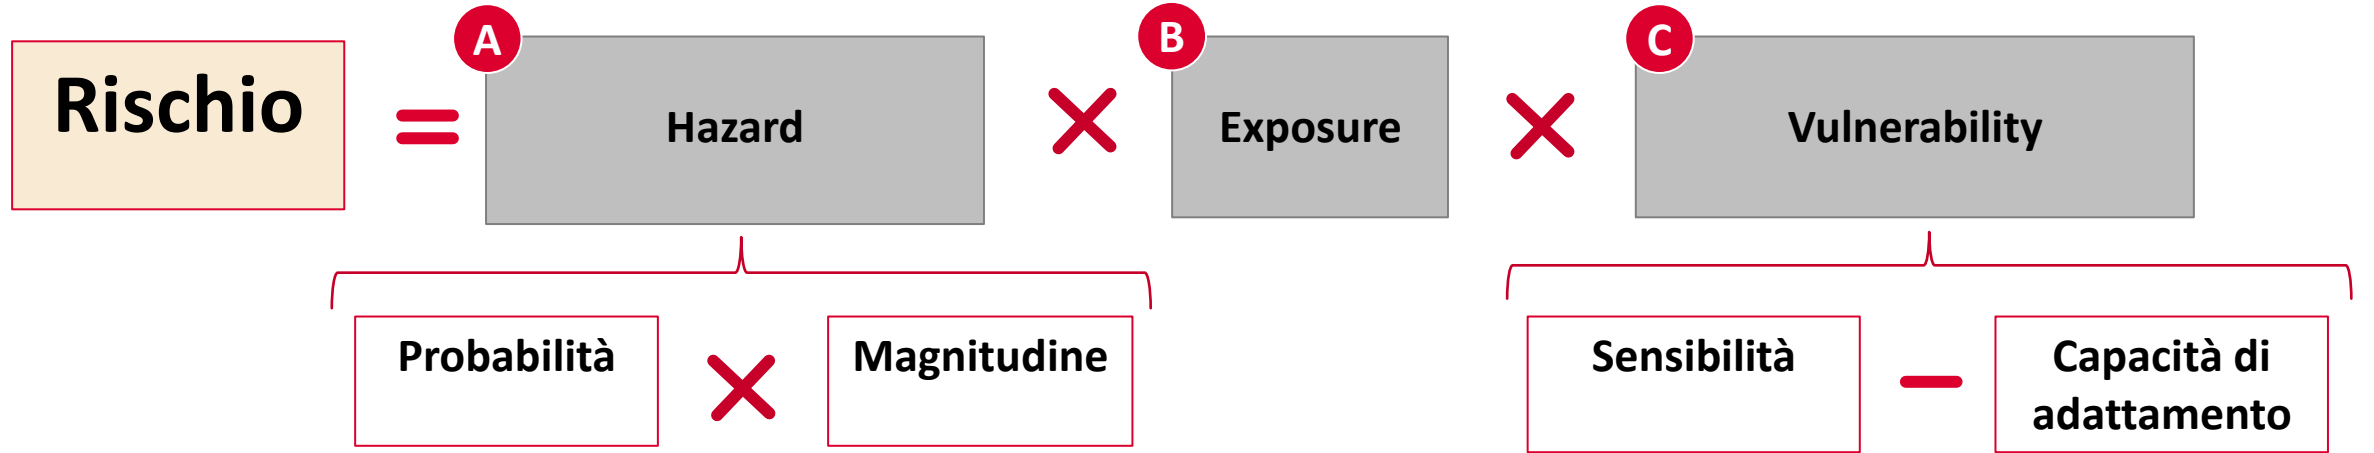 A
B
C
Rischio
=
Hazard
×
Exposure
×
Vulnerability
Probabilità
×
Magnitudine
Sensibilità
−
Capacità di
adattamento